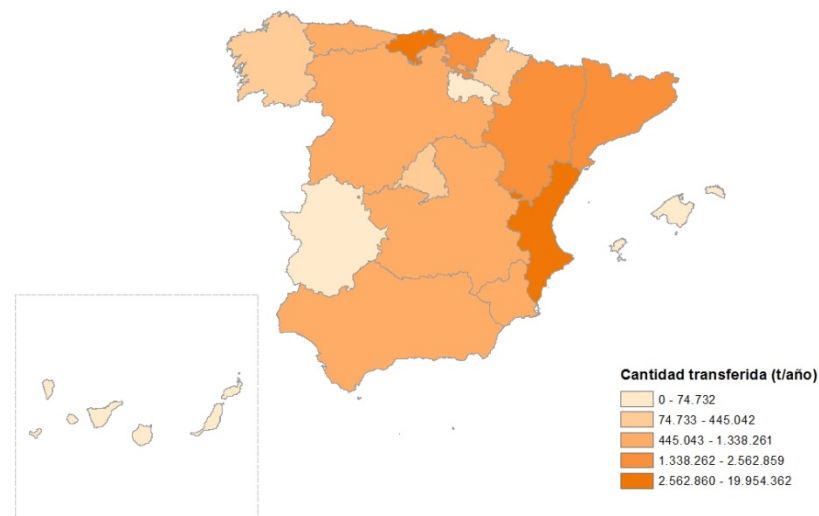 Cantidad transferida (t/año)
0 - 74.732
74.733 - 445.042
445.043 - 1.338.261
1.338.262 - 2.562.859
2.562.860 - 19.954.362